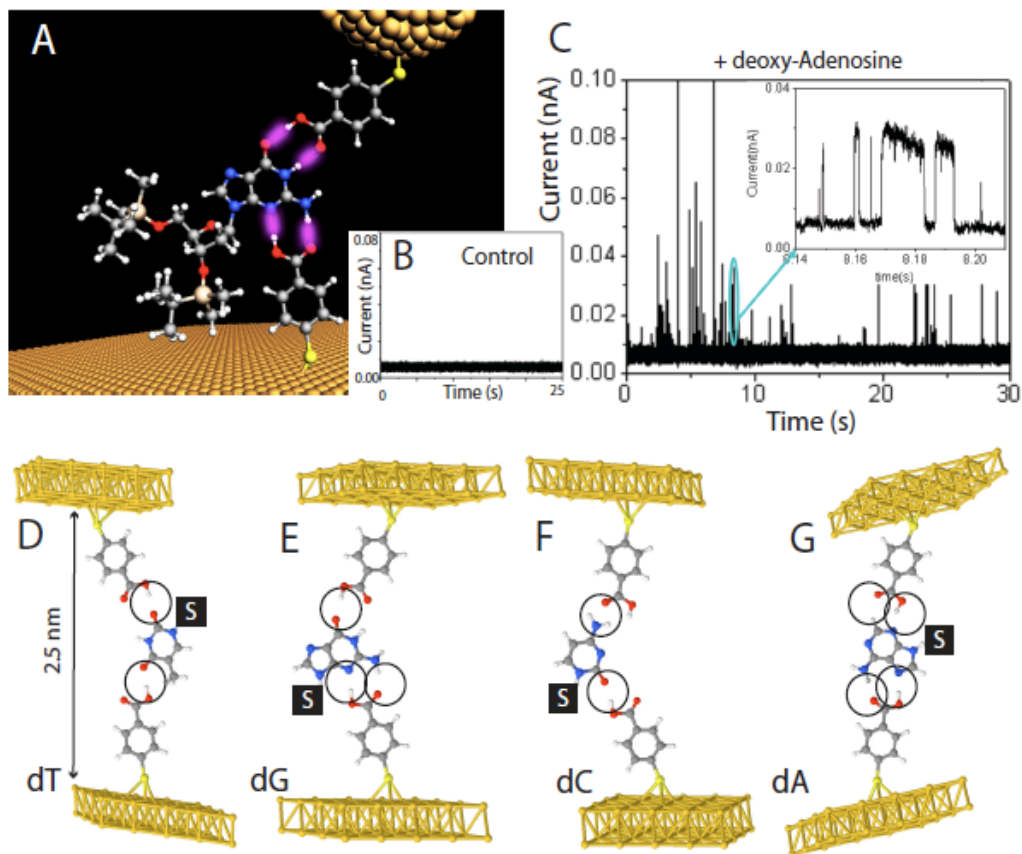 A
B
Control
Current (nA)
0.08
0.00
0
Time (s)
25
C
+ deoxy-Adenosine
Current (nA)
0.10
0.08
0.06
0.04
0.02
0.00
0
10
20
30
Time (s)
Current(nA)
0.04
0.02
0.00
8.14
8.16
8.18
8.20
time(s)
D
2.5 nm
S
dT
E
S
dG
F
S
dC
G
S
dA